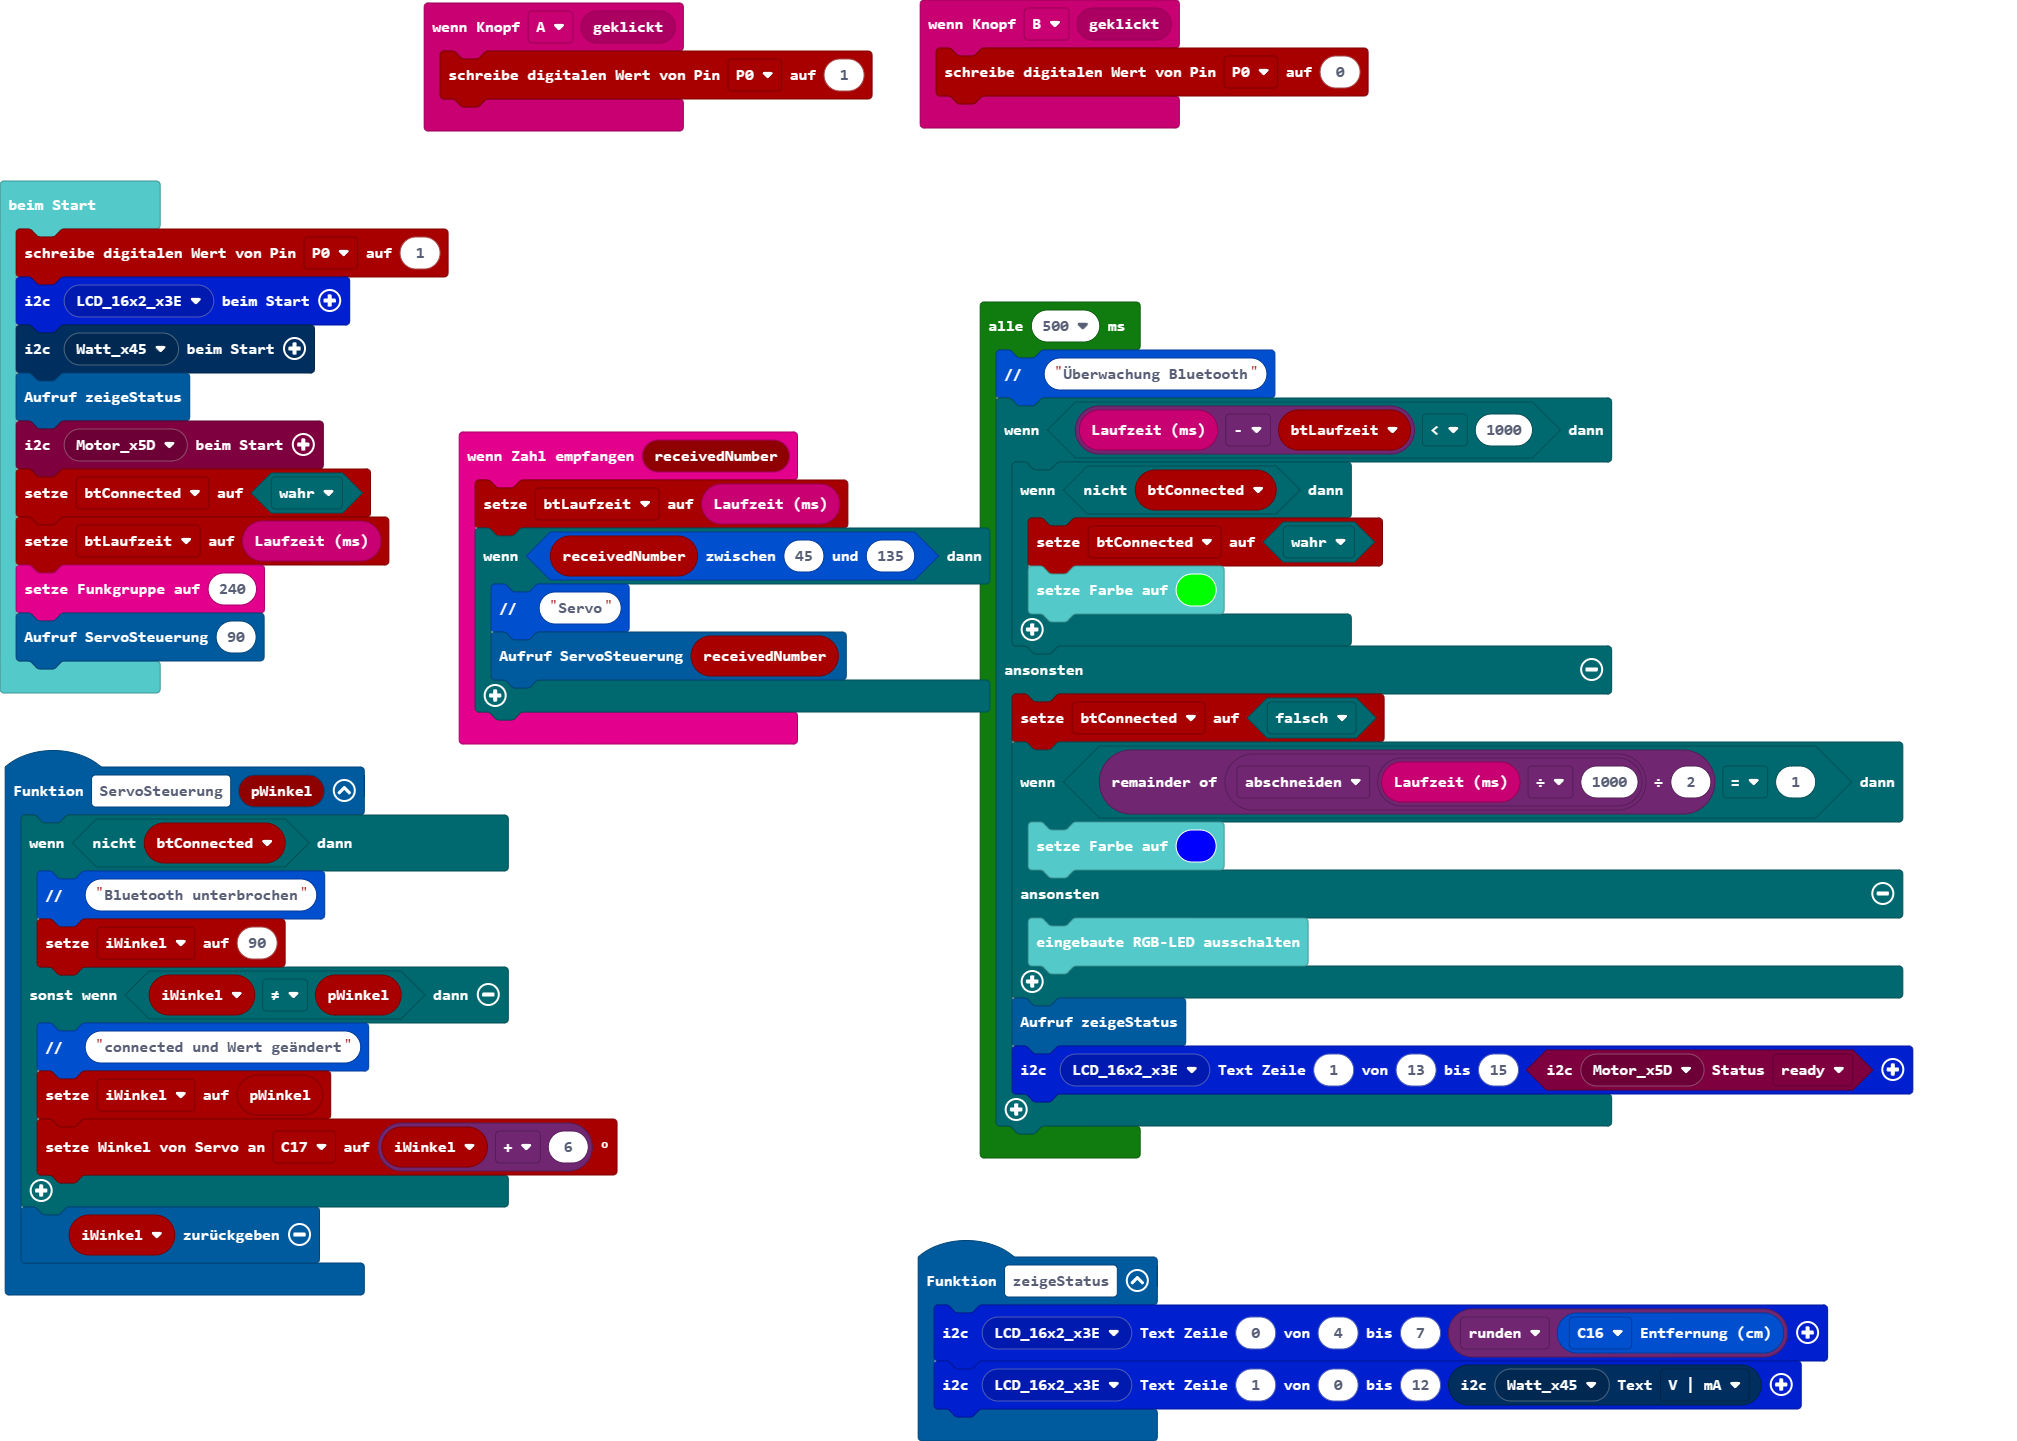 wenn Knopf A geklickt
schreibe digitalen Wert von Pin P0 auf 1
wenn Knopf B geklickt
schreibe digitalen Wert von Pin P0 auf 0
beim Start
schreibe digitalen Wert von Pin P0 auf 1
i2c LCD_16x2_x3E beim Start
i2c Watt_x45 beim Start
Aufruf zeigeStatus
i2c Motor_x5D beim Start
setze btConnected auf wahr
setze btLaufzeit auf Laufzeit (ms)
setze Funkgruppe auf 240
Aufruf ServoSteuerung 90
wenn Zahl empfangen receivedNumber
setze btLaufzeit auf Laufzeit (ms)
wenn receivedNumber zwischen 45 und 135 dann
// "Servo"
Aufruf ServoSteuerung receivedNumber
alle 500 ms
// "Überwachung Bluetooth"
wenn Laufzeit (ms) - btLaufzeit < 1000 dann
wenn nicht btConnected dann
setze btConnected auf wahr
setze Farbe auf
ansonsten
setze btConnected auf falsch
wenn remainder of abschneiden Laufzeit (ms) ÷ 1000 ÷ 2 = 1 dann
setze Farbe auf
ansonsten
eingebaute RGB-LED ausschalten
Aufruf zeigeStatus
i2c LCD_16x2_x3E Text Zeile 1 von 13 bis 15 i2c Motor_x5D Status ready
Funktion ServoSteuerung pWinkel
wenn nicht btConnected dann
// "Bluetooth unterbrochen"
setze iWinkel auf 90
sonst wenn iWinkel ≠ pWinkel dann
// "connected und Wert geändert"
setze iWinkel auf pWinkel
setze Winkel von Servo an C17 auf iWinkel + 6 °
iWinkel zurückgeben
Funktion zeigeStatus
i2c LCD_16x2_x3E Text Zeile 0 von 4 bis 7 runden C16 Entfernung (cm)
i2c LCD_16x2_x3E Text Zeile 1 von 0 bis 12 i2c Watt_x45 Text V | mA